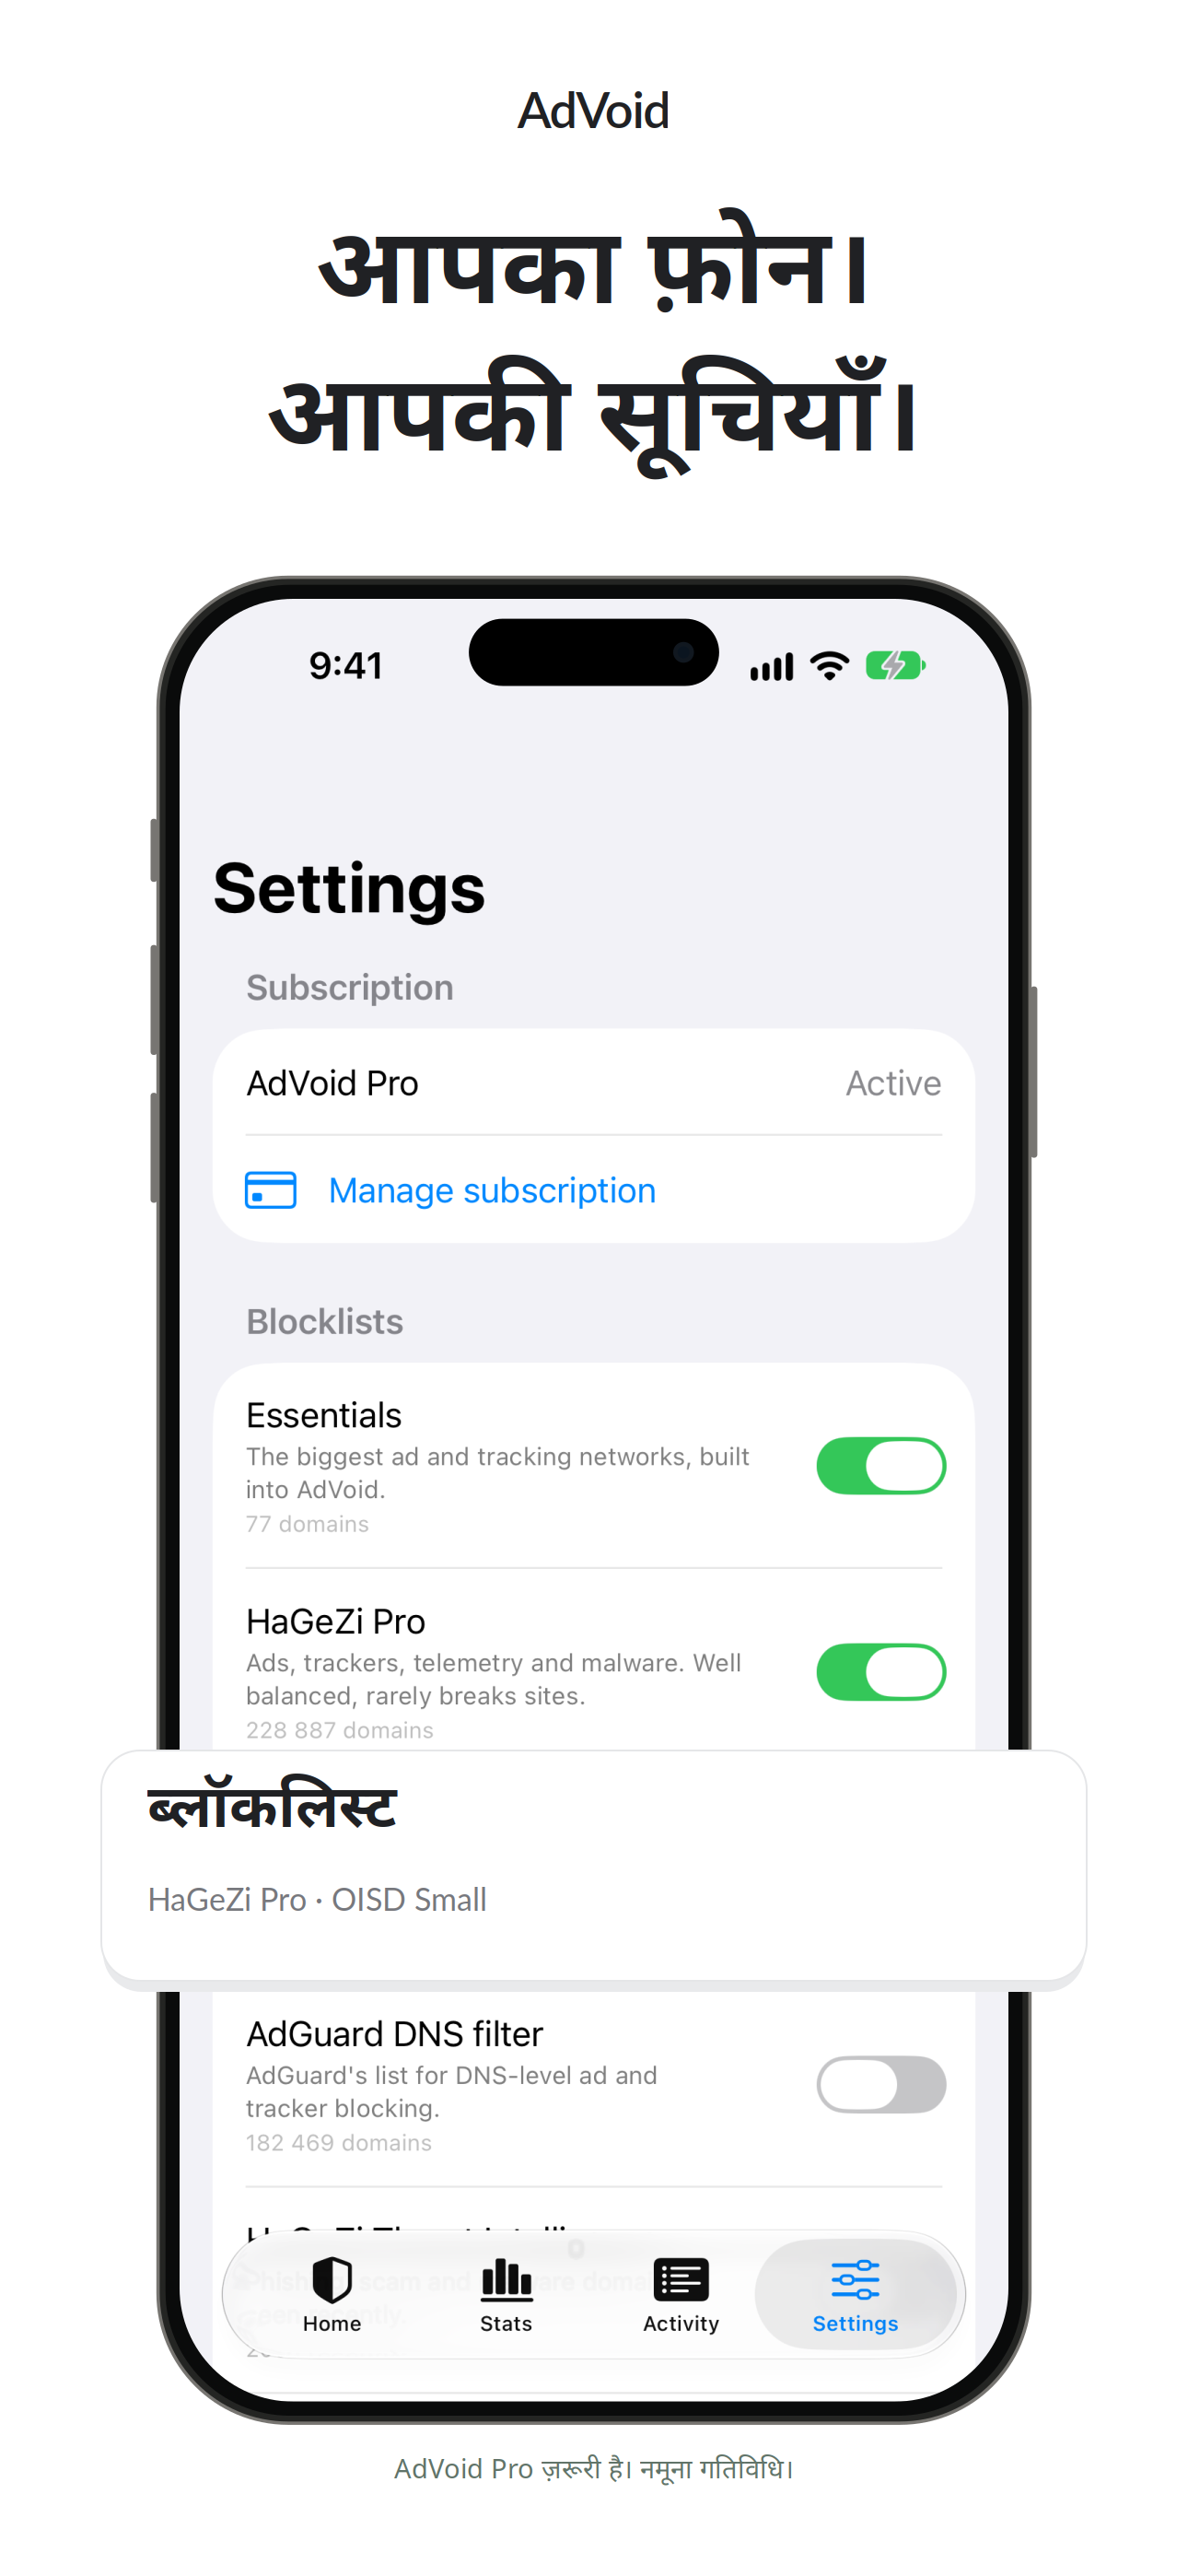 AdVoid
आपका फ़ोन।
आपकी सूचियाँ।
9:41
Settings
Subscription
AdVoid Pro
Active
Manage subscription
Blocklists
Essentials
The biggest ad and tracking networks, built
into AdVoid.
77 domains
HaGeZi Pro
Ads, trackers, telemetry and malware. Well
balanced, rarely breaks sites.
228 887 domains
ब्लॉकलिस्ट
HaGeZi Pro · OISD Small
AdGuard DNS filter
AdGuard's list for DNS-level ad and
tracker blocking.
182 469 domains
Home
Stats
Activity
Settings
AdVoid Pro ज़रूरी है। नमूना गतिविधि।